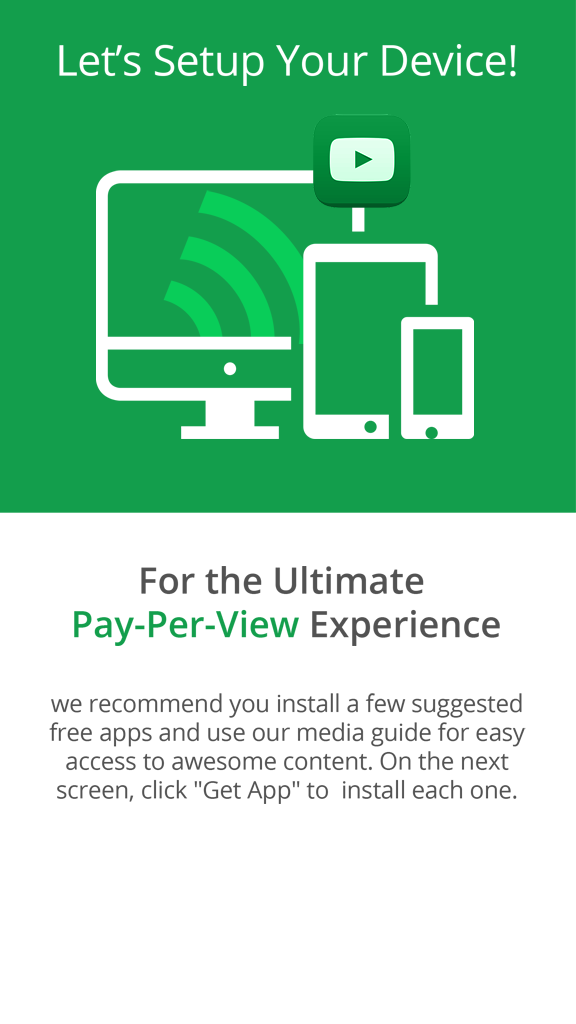 Let’s Setup Your Device!
For the Ultimate
Pay-Per-View Experience
we recommend you install a few suggested
free apps and use our media guide for easy
access to awesome content. On the next
screen, click "Get App" to  install each one.